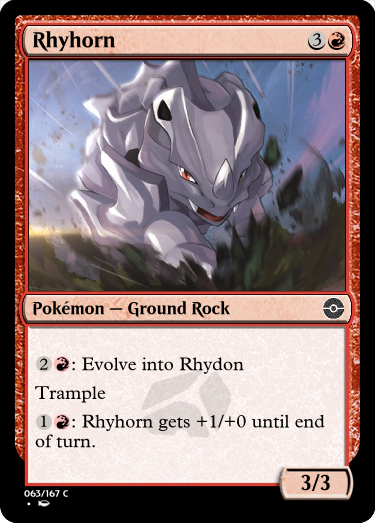 Rhyhorn 3
Pokémon — Ground Rock
2 : Evolve into Rhydon
Trample
1 : Rhyhorn gets +1/+0 until end
of turn.
3/3
063/167 C